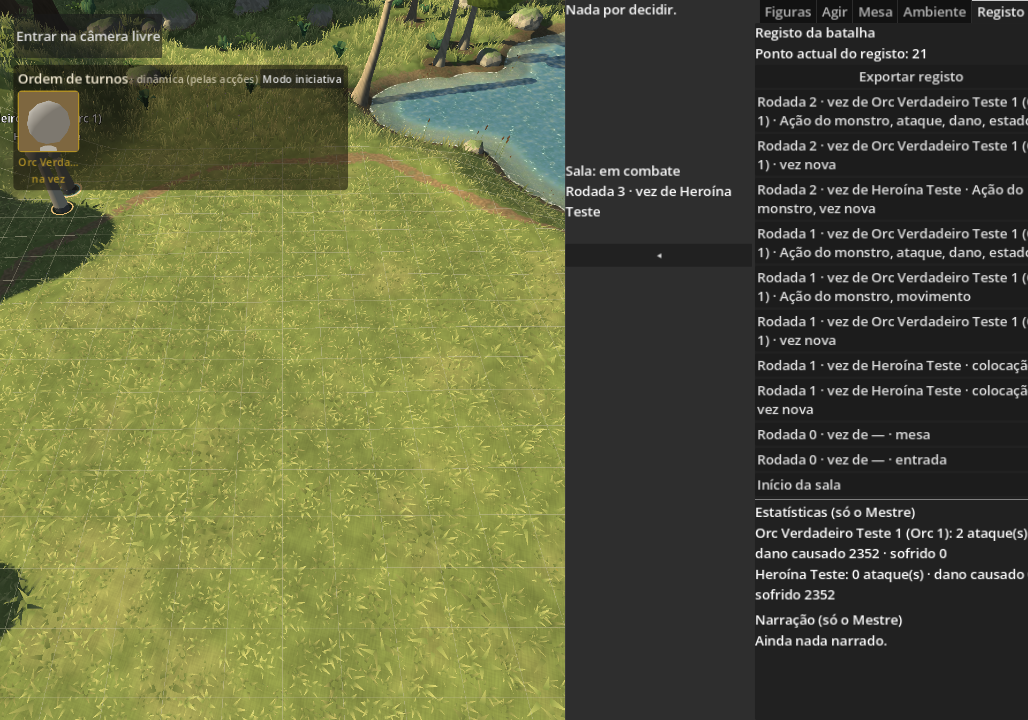 Entrar na câmera livre
Ordem de turnos · dinâmica (pelas acções) Modo iniciativa
Orc Verda...
na vez
Nada por decidir.
Sala: em combate
Rodada 3 · vez de Heroína
Teste
Figuras Agir Mesa Ambiente Registo
Registo da batalha
Ponto actual do registo: 21
Exportar registo
Rodada 2 · vez de Orc Verdadeiro Teste 1 (
1) · Ação do monstro, ataque, dano, estado
Rodada 2 · vez de Orc Verdadeiro Teste 1 (
1) · vez nova
Rodada 2 · vez de Heroína Teste · Ação do
monstro, vez nova
Rodada 1 · vez de Orc Verdadeiro Teste 1 (
1) · Ação do monstro, ataque, dano, estado
Rodada 1 · vez de Orc Verdadeiro Teste 1 (
1) · Ação do monstro, movimento
Rodada 1 · vez de Orc Verdadeiro Teste 1 (
1) · vez nova
Rodada 1 · vez de Heroína Teste · colocaçã
Rodada 1 · vez de Heroína Teste · colocaçã
vez nova
Rodada 0 · vez de — · mesa
Rodada 0 · vez de — · entrada
Início da sala
Estatísticas (só o Mestre)
Orc Verdadeiro Teste 1 (Orc 1): 2 ataque(s)
dano causado 2352 · sofrido 0
Heroína Teste: 0 ataque(s) · dano causado
sofrido 2352
Narração (só o Mestre)
Ainda nada narrado.